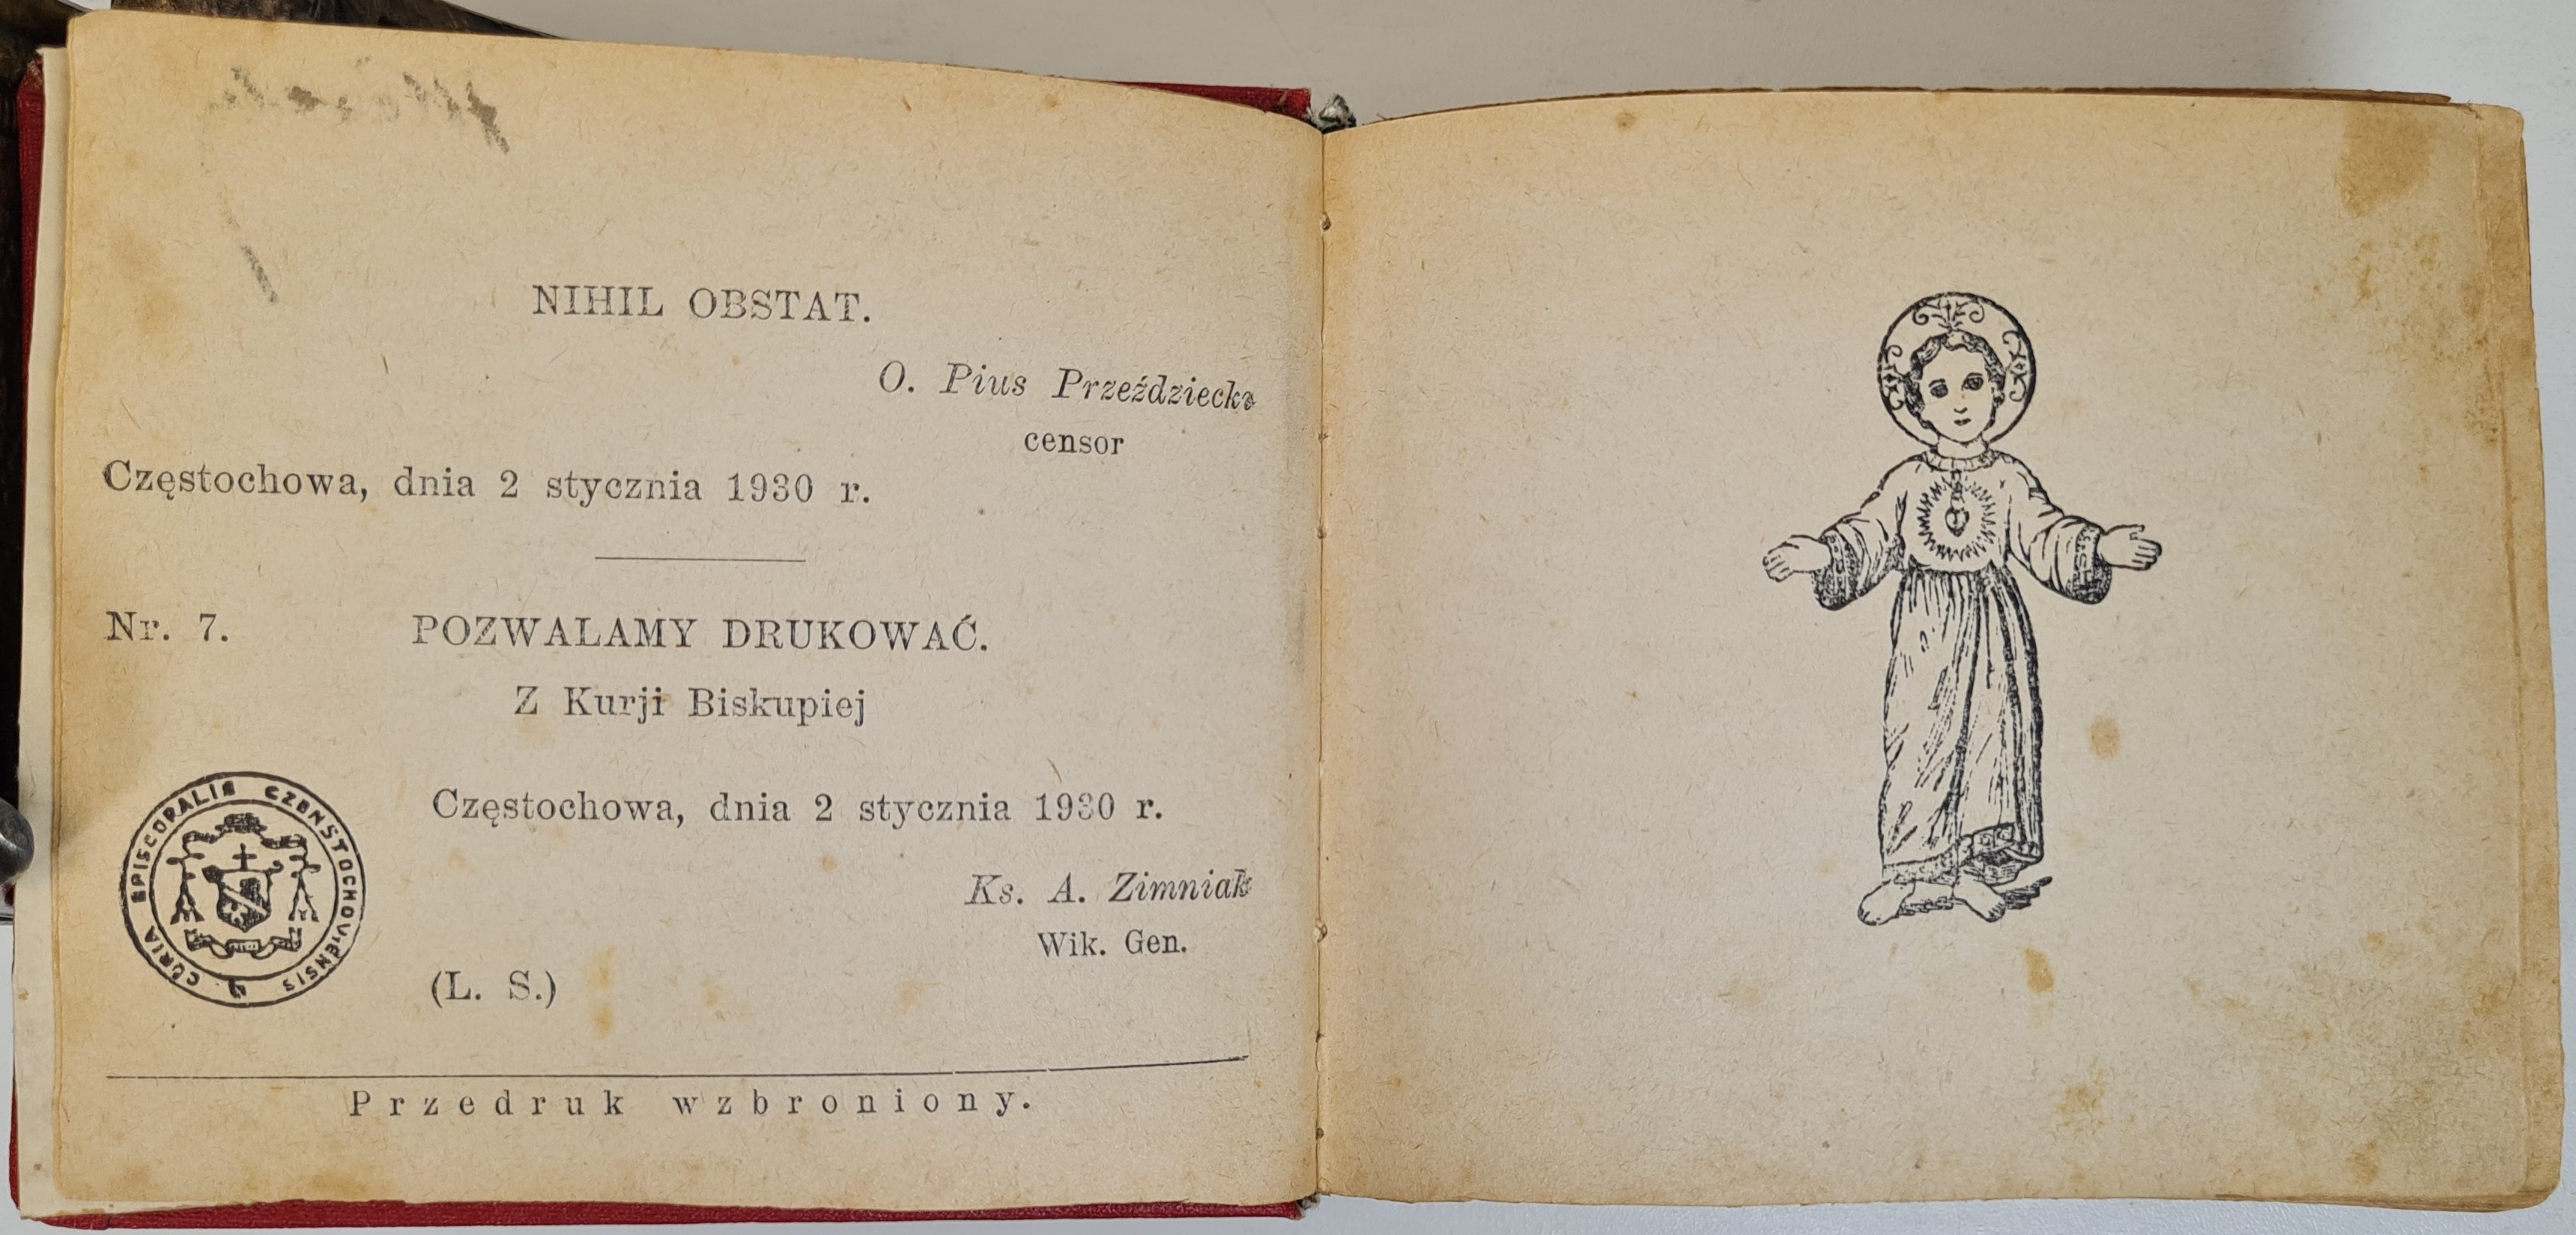 NIHIL OBSTAT.
O. Pius Przeździecki
censor
Częstochowa, dnia 2 stycznia 1930 r.
Nr. 7. POZWALAMY DRUKOWAĆ.
Z Kurji Biskupiej
Częstochowa, dnia 2 stycznia 1930 r.
Ks. A. Zimniak
Wik. Gen.
CURIA EPISCOPALIS CZENSTOCHOVIENSIS
(L. S.)
Przedruk wzbroniony.